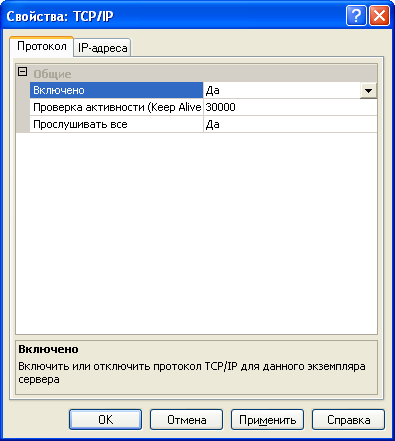 Свойства: TCP/IP
Протокол IP-адреса
Общие
Включено Да
Проверка активности (Keep Alive 30000
Прослушивать все Да
Включено
Включить или отключить протокол TCP/IP для данного экземпляра
сервера
OK Отмена Применить Справка